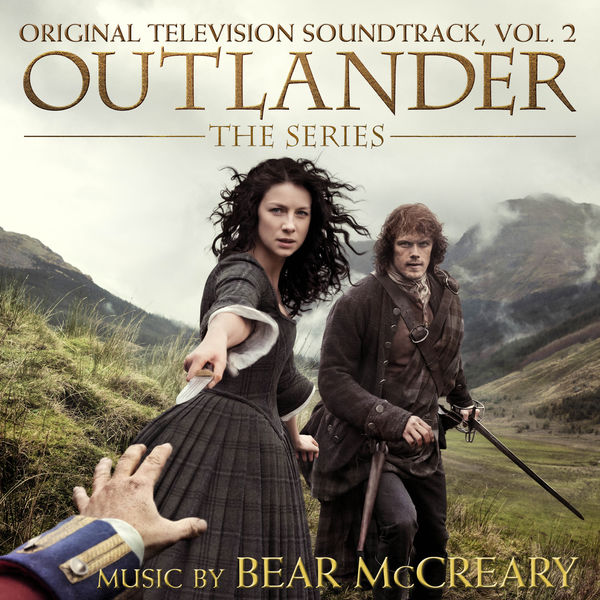 ORIGINAL TELEVISION SOUNDTRACK, VOL. 2
OUTLANDER
THE SERIES
MUSIC BY BEAR McCREARY